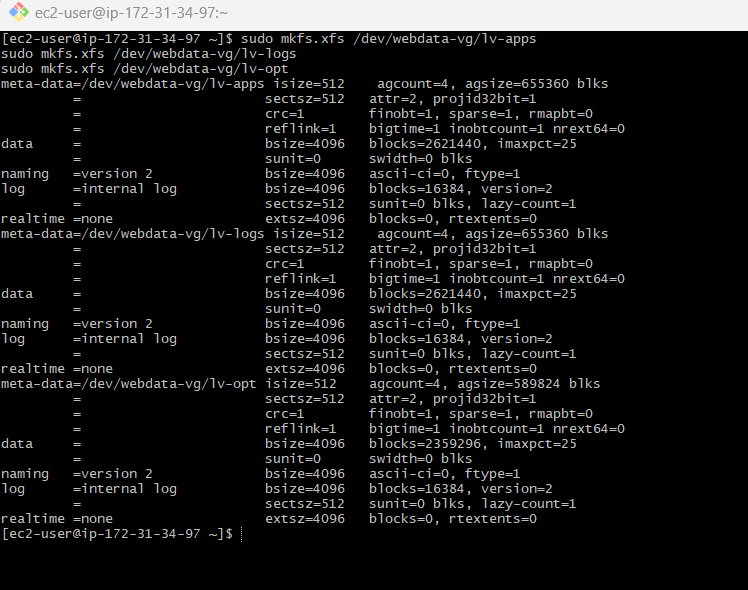 ec2-user@ip-172-31-34-97:~
[ec2-user@ip-172-31-34-97 ~]$ sudo mkfs.xfs /dev/webdata-vg/lv-apps
sudo mkfs.xfs /dev/webdata-vg/lv-logs
sudo mkfs.xfs /dev/webdata-vg/lv-opt
meta-data=/dev/webdata-vg/lv-apps isize=512    agcount=4, agsize=655360 blks
         =                       sectsz=512   attr=2, projid32bit=1
         =                       crc=1        finobt=1, sparse=1, rmapbt=0
         =                       reflink=1    bigtime=1 inobtcount=1 nrext64=0
data     =                       bsize=4096   blocks=2621440, imaxpct=25
         =                       sunit=0      swidth=0 blks
naming   =version 2              bsize=4096   ascii-ci=0, ftype=1
log      =internal log           bsize=4096   blocks=16384, version=2
         =                       sectsz=512   sunit=0 blks, lazy-count=1
realtime =none                   extsz=4096   blocks=0, rtextents=0
meta-data=/dev/webdata-vg/lv-logs isize=512    agcount=4, agsize=655360 blks
         =                       sectsz=512   attr=2, projid32bit=1
         =                       crc=1        finobt=1, sparse=1, rmapbt=0
         =                       reflink=1    bigtime=1 inobtcount=1 nrext64=0
data     =                       bsize=4096   blocks=2621440, imaxpct=25
         =                       sunit=0      swidth=0 blks
naming   =version 2              bsize=4096   ascii-ci=0, ftype=1
log      =internal log           bsize=4096   blocks=16384, version=2
         =                       sectsz=512   sunit=0 blks, lazy-count=1
realtime =none                   extsz=4096   blocks=0, rtextents=0
meta-data=/dev/webdata-vg/lv-opt isize=512    agcount=4, agsize=589824 blks
         =                       sectsz=512   attr=2, projid32bit=1
         =                       crc=1        finobt=1, sparse=1, rmapbt=0
         =                       reflink=1    bigtime=1 inobtcount=1 nrext64=0
data     =                       bsize=4096   blocks=2359296, imaxpct=25
         =                       sunit=0      swidth=0 blks
naming   =version 2              bsize=4096   ascii-ci=0, ftype=1
log      =internal log           bsize=4096   blocks=16384, version=2
         =                       sectsz=512   sunit=0 blks, lazy-count=1
realtime =none                   extsz=4096   blocks=0, rtextents=0
[ec2-user@ip-172-31-34-97 ~]$